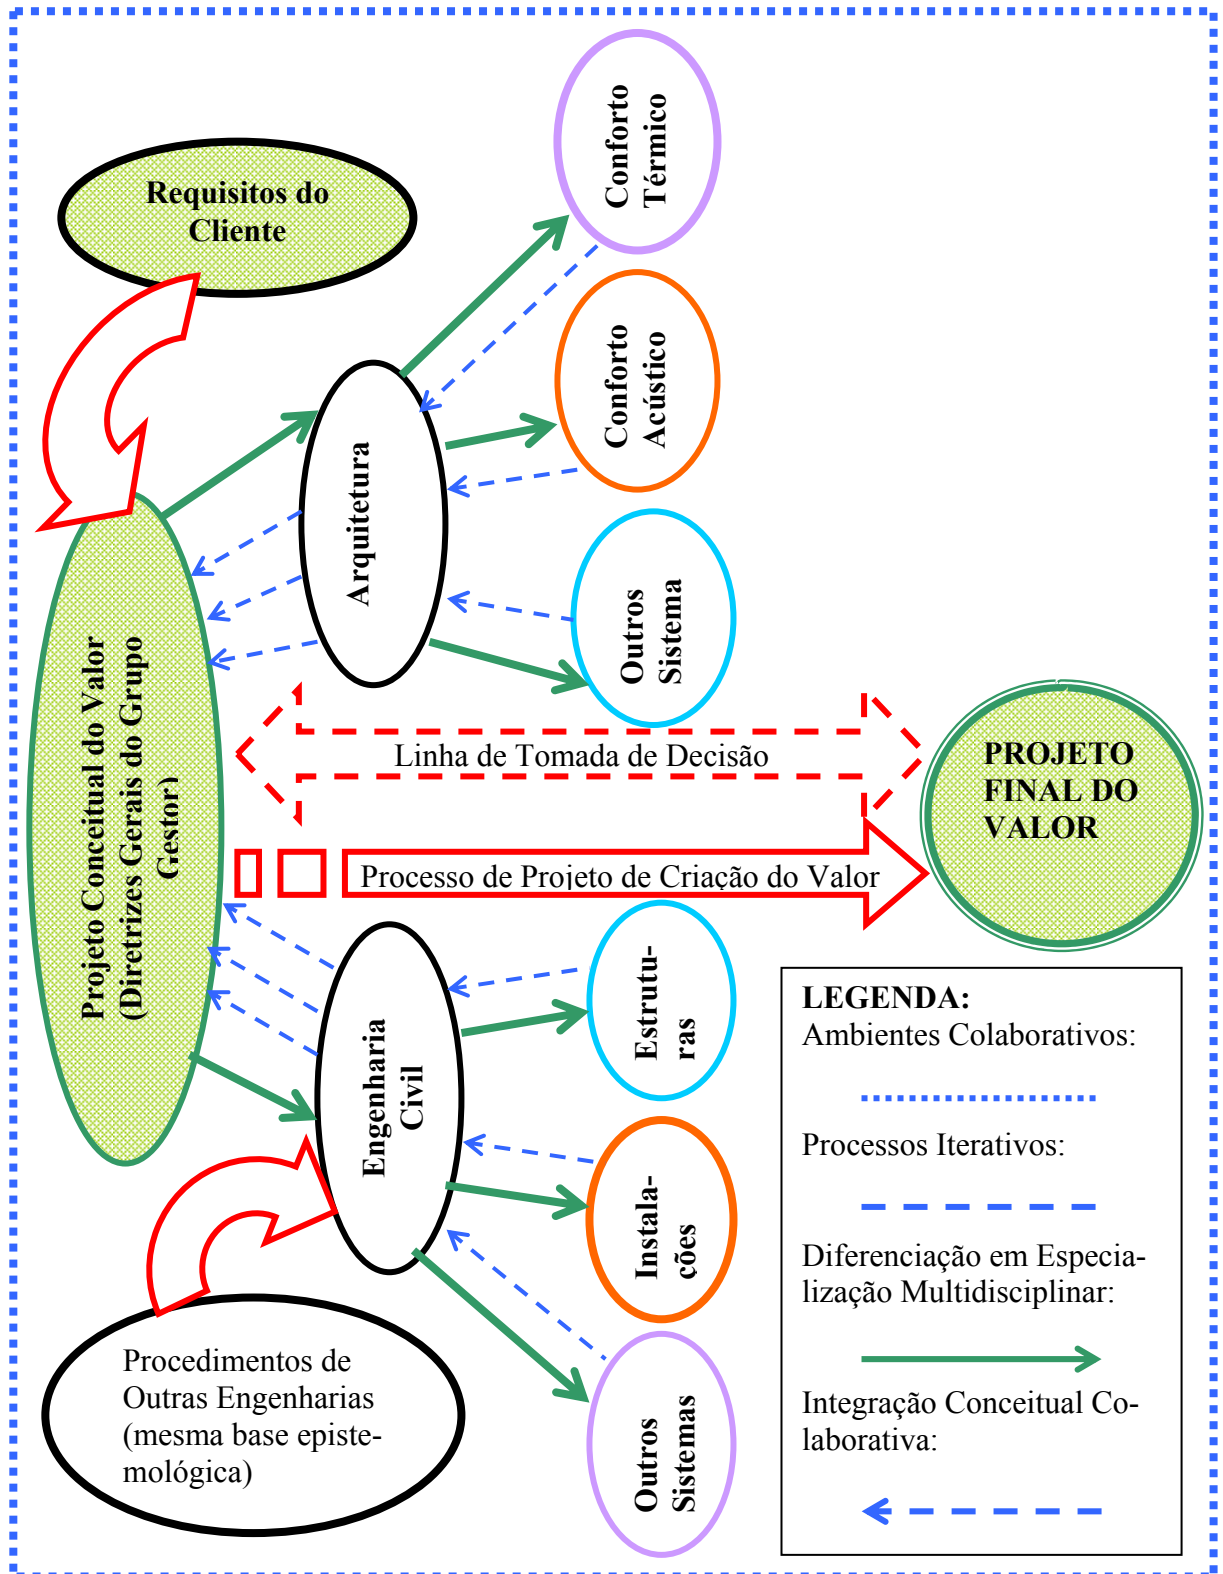 Requisitos do
Cliente
Conforto
Térmico
Conforto
Acústico
Arquitetura
Outros
Sistema
Projeto Conceitual do Valor
(Diretrizes Gerais do Grupo
Gestor)
Linha de Tomada de Decisão
PROJETO
FINAL DO
VALOR
Processo de Projeto de Criação do Valor
Engenharia
Civil
Estrutu-
ras
Instala-
ções
Outros
Sistemas
Procedimentos de
Outras Engenharias
(mesma base episte-
mológica)
LEGENDA:
Ambientes Colaborativos:
Processos Iterativos:
Diferenciação em Especia-
lização Multidisciplinar:
Integração Conceitual Co-
laborativa: